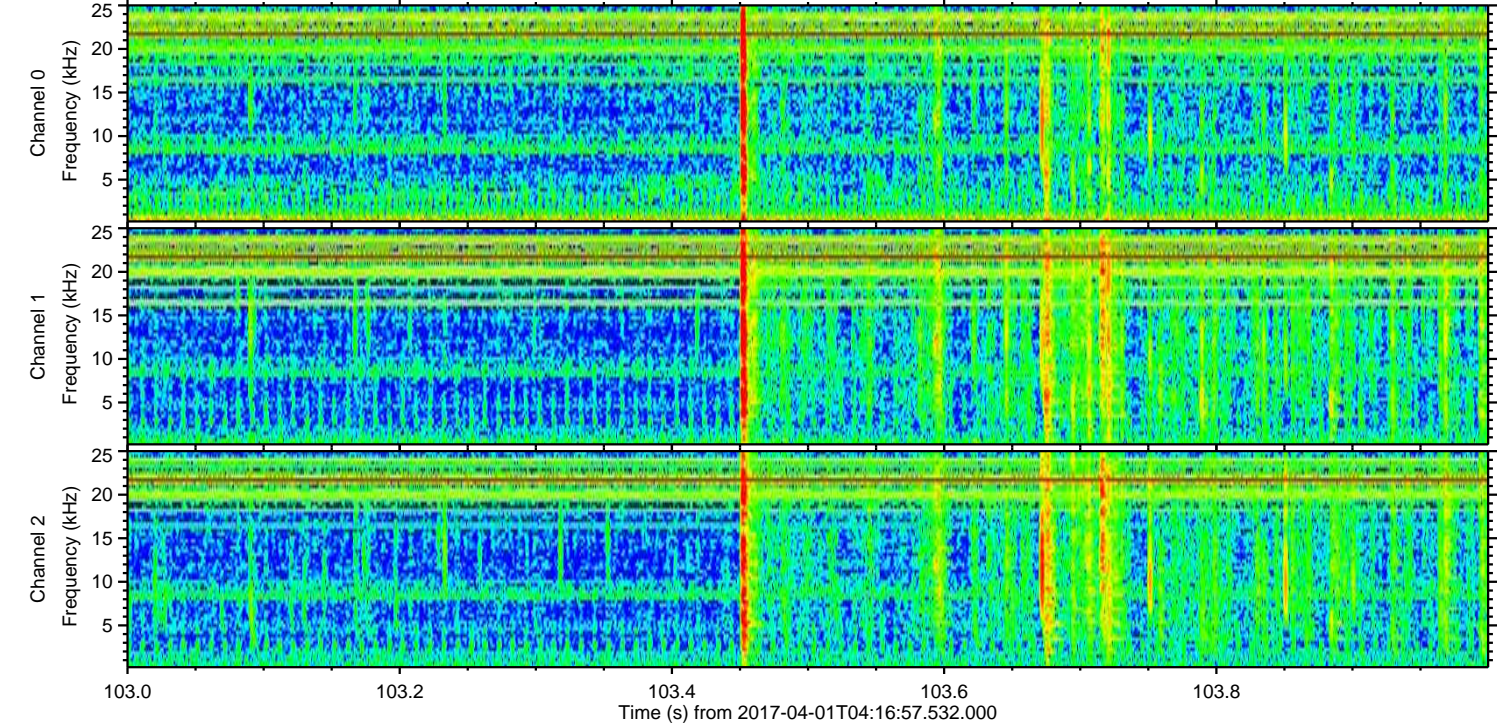 25
20
15
10
5
Channel 0
Frequency (kHz)
25
20
15
10
5
Channel 1
Frequency (kHz)
25
20
15
10
5
Channel 2
Frequency (kHz)
103.0 103.2 103.4 103.6 103.8
Time (s) from 2017-04-01T04:16:57.532.000